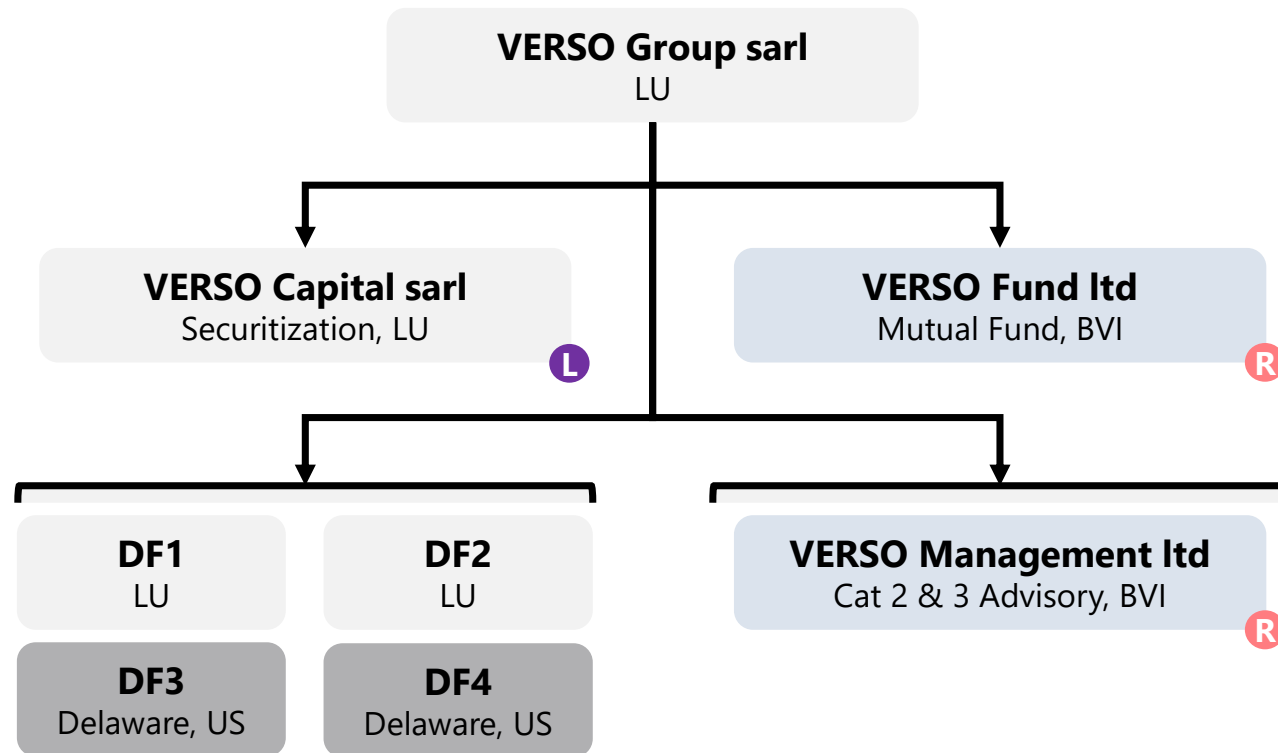 VERSO Group sarl
LU
VERSO Capital sarl
Securitization, LU
L
VERSO Fund ltd
Mutual Fund, BVI
R
DF1
LU
DF2
LU
VERSO Management ltd
Cat 2 & 3 Advisory, BVI
R
DF3
Delaware, US
DF4
Delaware, US